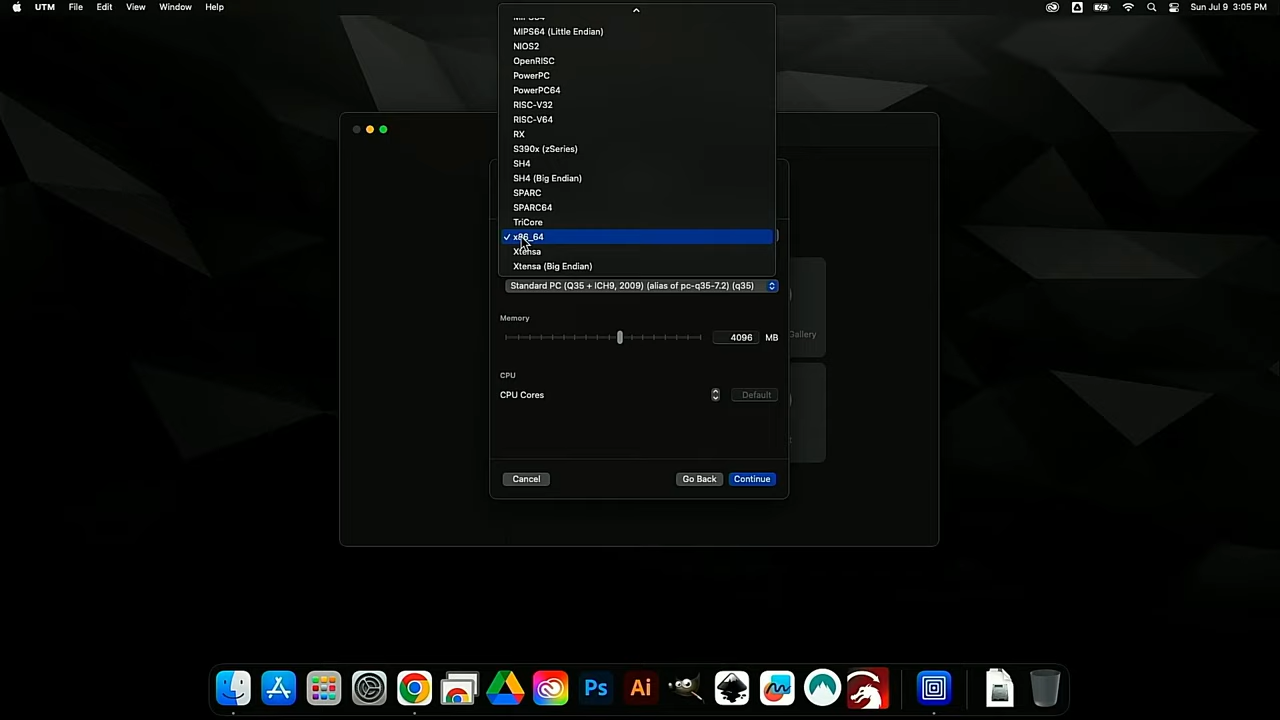 UTM File Edit View Window Help Sun Jul 9 3:05 PM
MIPS64 (Little Endian)
NIOS2
OpenRISC
PowerPC
PowerPC64
RISC-V32
RISC-V64
RX
S390x (zSeries)
SH4
SH4 (Big Endian)
SPARC
SPARC64
TriCore
✓ x86_64
Xtensa
Xtensa (Big Endian)
Standard PC (Q35 + ICH9, 2009) (alias of pc-q35-7.2) (q35)
Memory
Gallery
4096 MB
CPU
CPU Cores Default
Cancel Go Back Continue
Ps Ai